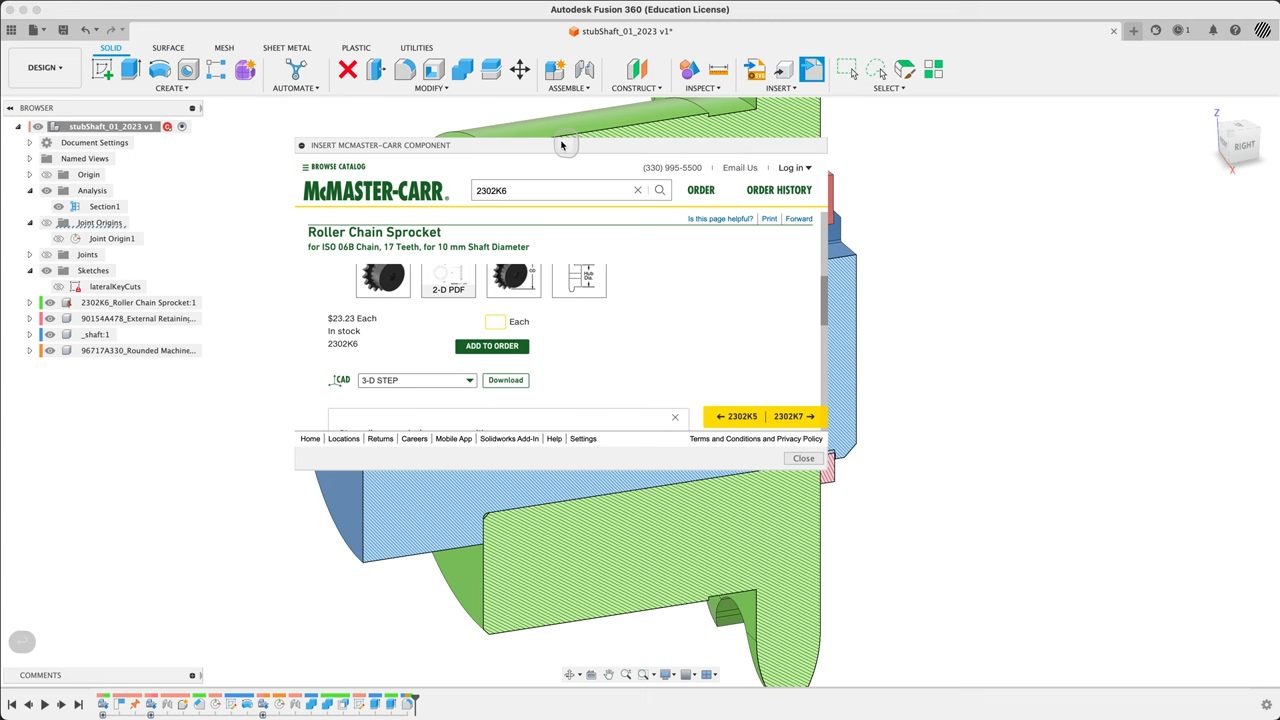 Autodesk Fusion 360 (Education License)
stubShaft_01_2023 v1*
1
SOLID SURFACE MESH SHEET METAL PLASTIC UTILITIES
DESIGN
CREATE AUTOMATE MODIFY ASSEMBLE CONSTRUCT INSPECT INSERT SELECT
BROWSER
stubShaft_01_2023 v1
Document Settings
Named Views
Origin
Analysis
Section1
Joint Origins
Joint Origin1
Joints
Sketches
lateralKeyCuts
2302K6_Roller Chain Sprocket:1
90154A478_External Retaining...
_shaft:1
96717A330_Rounded Machine...
INSERT MCMASTER-CARR COMPONENT
BROWSE CATALOG
(330) 995-5500 Email Us Log in
McMASTER-CARR®
2302K6
ORDER ORDER HISTORY
Is this page helpful? Print Forward
Roller Chain Sprocket
for ISO 06B Chain, 17 Teeth, for 10 mm Shaft Diameter
2-D PDF
Hub
Dia.
$23.23 Each
Each
In stock
2302K6
ADD TO ORDER
CAD
3-D STEP
Download
2302K5 2302K7
Home Locations Returns Careers Mobile App Solidworks Add-In Help Settings
Terms and Conditions and Privacy Policy
Close
Z
RIGHT
X
COMMENTS